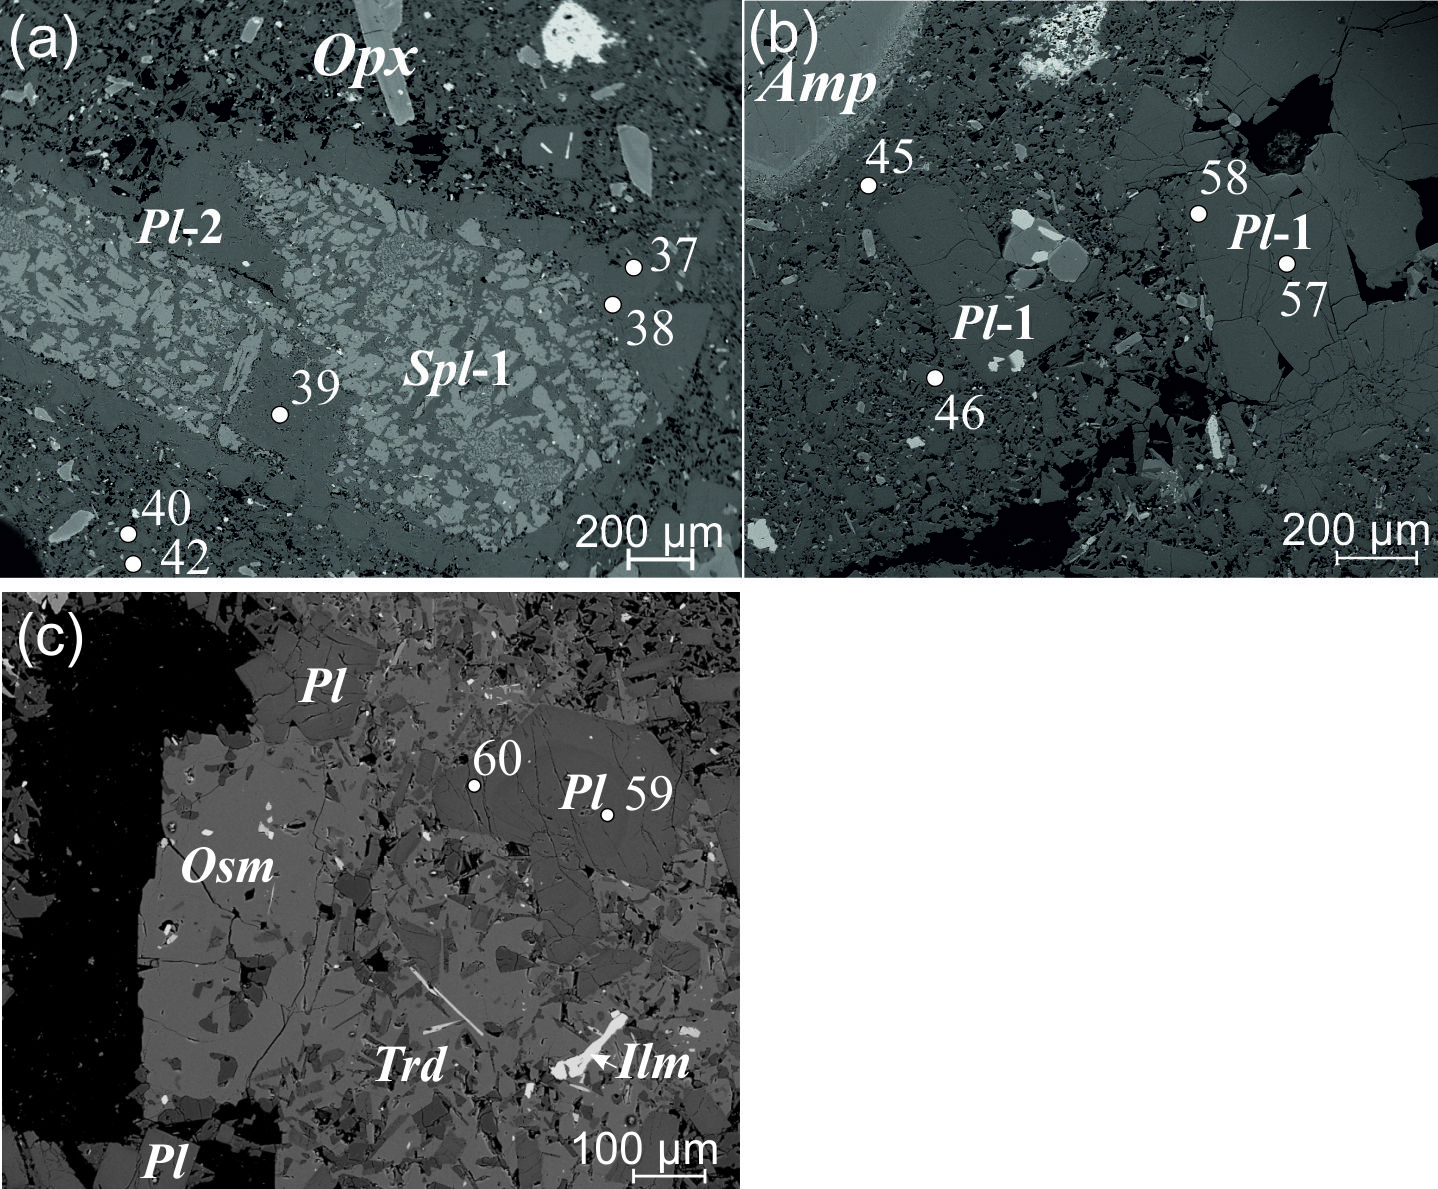 (a)
Opx
Pl-2
37
38
Spl-1
39
40
42
200 µm
(b)
Amp
45
58
Pl-1
57
Pl-1
46
200 µm
(c)
Pl
60
Pl 59
Osm
Trd
Ilm
100 µm
Pl